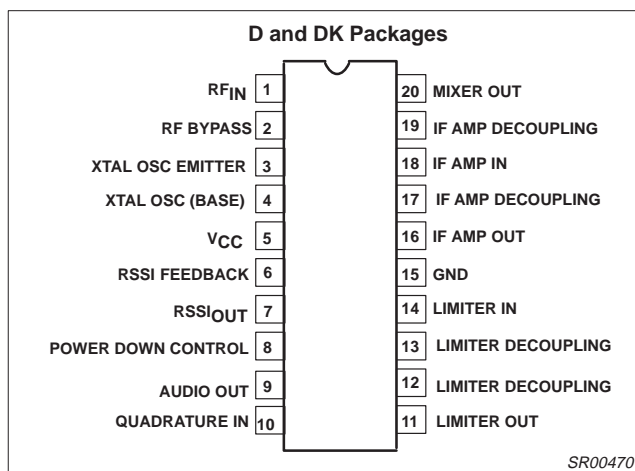 D and DK Packages
RFIN 1
RF BYPASS 2
XTAL OSC EMITTER 3
XTAL OSC (BASE) 4
VCC 5
RSSI FEEDBACK 6
RSSIOUT 7
POWER DOWN CONTROL 8
AUDIO OUT 9
QUADRATURE IN 10
20 MIXER OUT
19 IF AMP DECOUPLING
18 IF AMP IN
17 IF AMP DECOUPLING
16 IF AMP OUT
15 GND
14 LIMITER IN
13 LIMITER DECOUPLING
12 LIMITER DECOUPLING
11 LIMITER OUT
SR00470